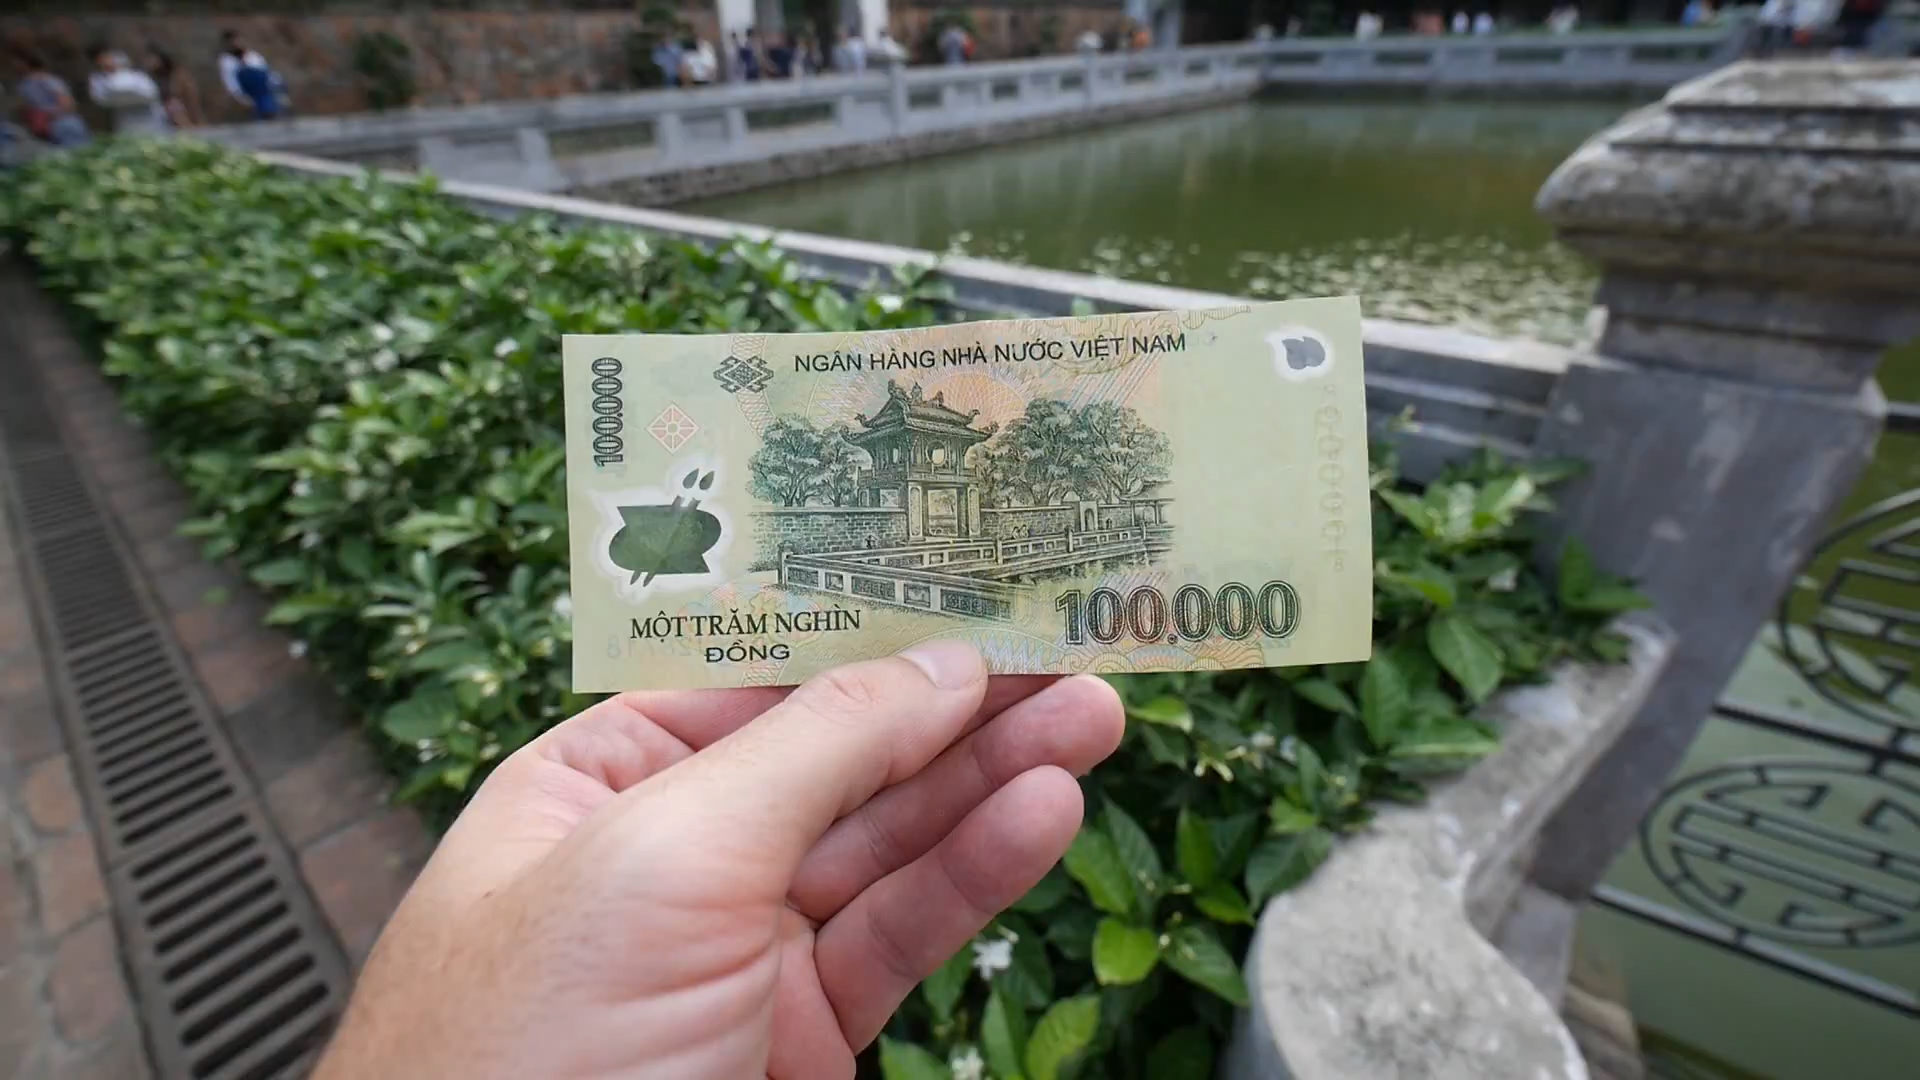 NGÂN HÀNG NHÀ NƯỚC VIỆT NAM
100.000
MỘT TRĂM NGHÌN
ĐỒNG
100.000